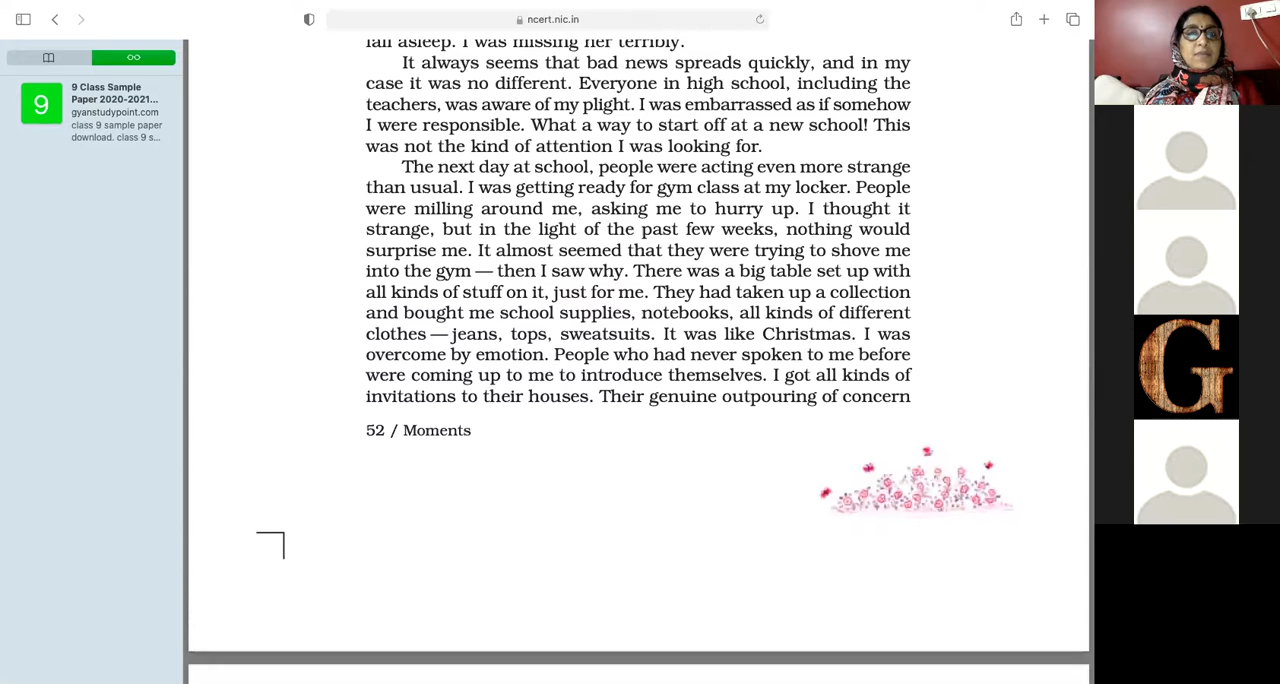 ncert.nic.in
9
9 Class Sample
Paper 2020-2021...
gyanstudypoint.com
class 9 sample paper
download. class 9 s...
fall asleep. I was missing her terribly.
It always seems that bad news spreads quickly, and in my
case it was no different. Everyone in high school, including the
teachers, was aware of my plight. I was embarrassed as if somehow
I were responsible. What a way to start off at a new school! This
was not the kind of attention I was looking for.
The next day at school, people were acting even more strange
than usual. I was getting ready for gym class at my locker. People
were milling around me, asking me to hurry up. I thought it
strange, but in the light of the past few weeks, nothing would
surprise me. It almost seemed that they were trying to shove me
into the gym — then I saw why. There was a big table set up with
all kinds of stuff on it, just for me. They had taken up a collection
and bought me school supplies, notebooks, all kinds of different
clothes — jeans, tops, sweatsuits. It was like Christmas. I was
overcome by emotion. People who had never spoken to me before
were coming up to me to introduce themselves. I got all kinds of
invitations to their houses. Their genuine outpouring of concern
52 / Moments
G